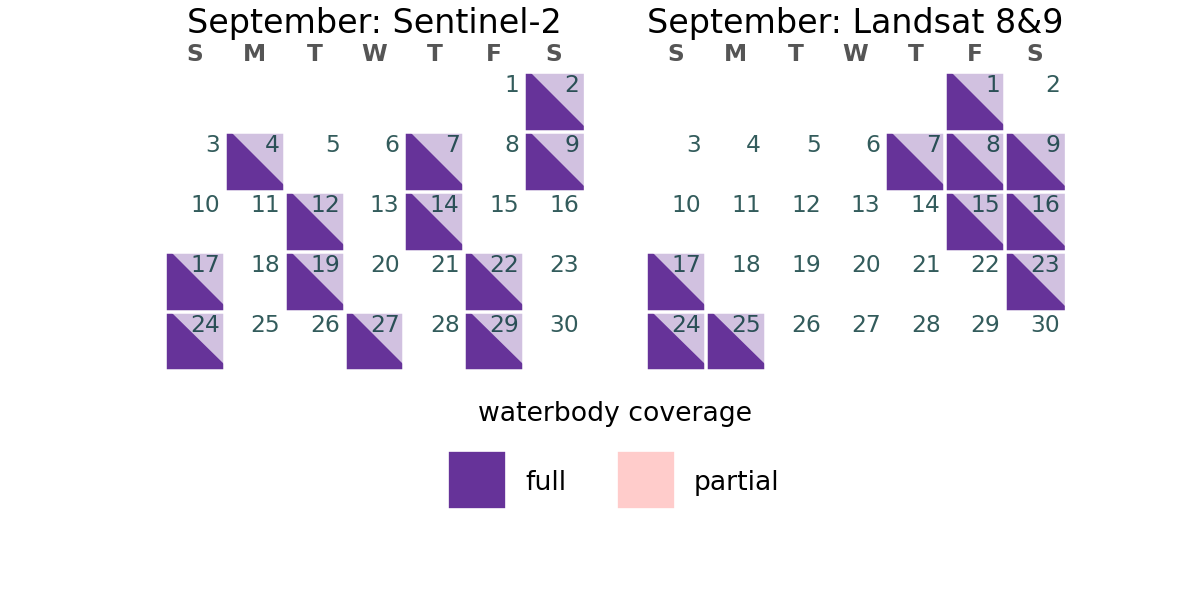 September: Sentinel-2
S M T W T F S
1 2
3 4 5 6 7 8 9
10 11 12 13 14 15 16
17 18 19 20 21 22 23
24 25 26 27 28 29 30
September: Landsat 8&9
S M T W T F S
1 2
3 4 5 6 7 8 9
10 11 12 13 14 15 16
17 18 19 20 21 22 23
24 25 26 27 28 29 30
waterbody coverage
full partial